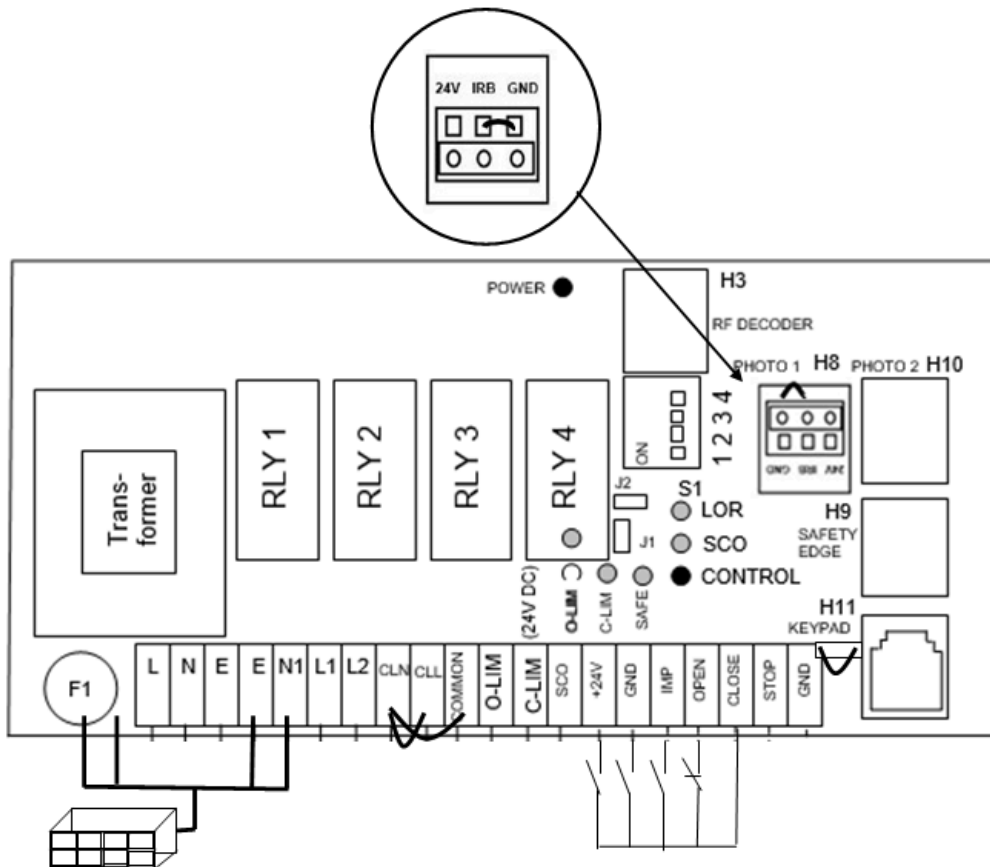 24V IRB GND
POWER
H3
RF DECODER
PHOTO 1 H8 PHOTO 2 H10
Trans-
former
RLY 1
RLY 2
RLY 3
RLY 4
ON
1 2 3 4
GND IRB 24V
J2
S1
LOR
J1
SCO
CONTROL
H9
SAFETY
EDGE
(24V DC)
O-LIM
C-LIM
SAFE
H11
KEYPAD
F1
L N E E N1 L1 L2 CLN CLL COMMON O-LIM C-LIM SCO +24V GND IMP OPEN CLOSE STOP GND